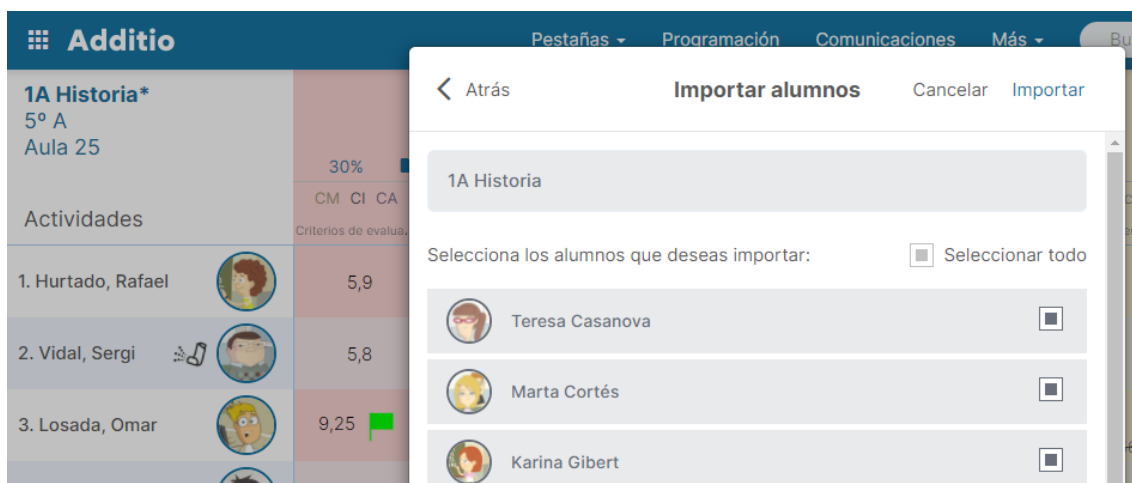 Additio
Pestañas
Programación
Comunicaciones
Más
Bu
1A Historia*
5º A
Aula 25
30%
CM CI CA
Actividades
Criterios de evalua.
1. Hurtado, Rafael
5,9
2. Vidal, Sergi
5,8
3. Losada, Omar
9,25
Atrás
Importar alumnos
Cancelar
Importar
1A Historia
Selecciona los alumnos que deseas importar:
Seleccionar todo
Teresa Casanova
Marta Cortés
Karina Gibert